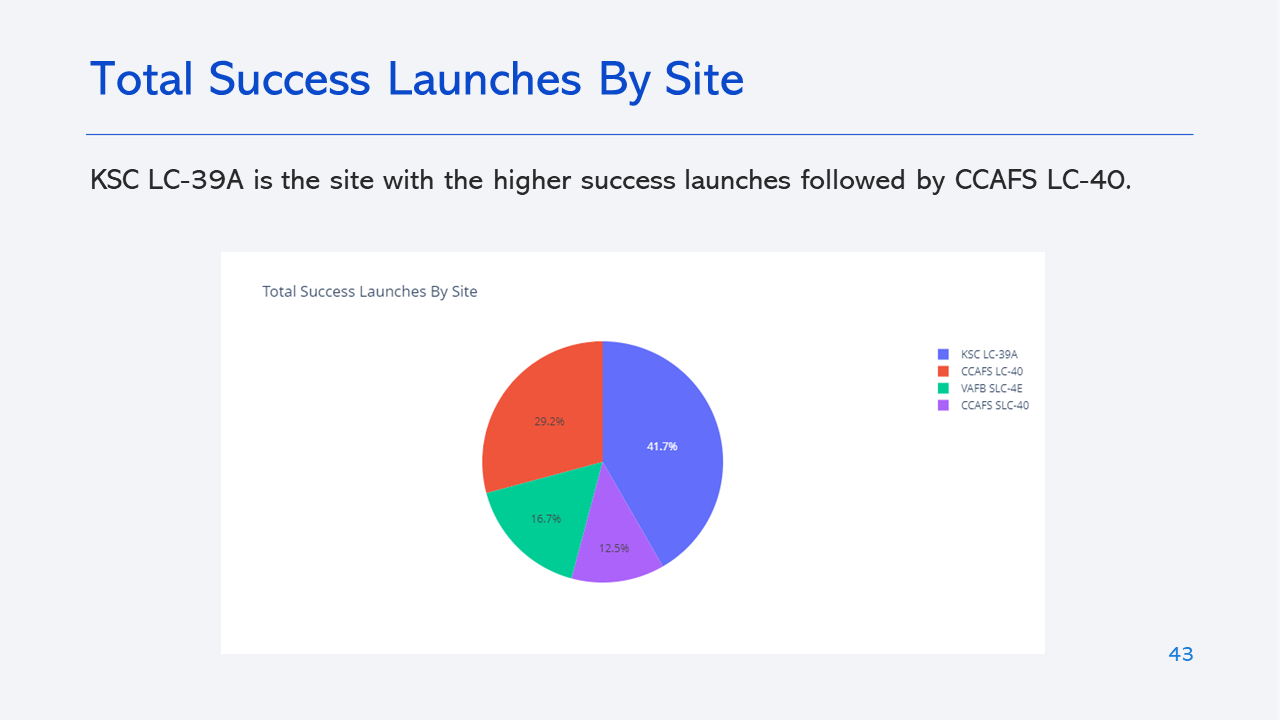 Total Success Launches By Site
KSC LC-39A is the site with the higher success launches followed by CCAFS LC-40.
Total Success Launches By Site
KSC LC-39A
CCAFS LC-40
VAFB SLC-4E
CCAFS SLC-40
29.2%
41.7%
16.7%
12.5%
43